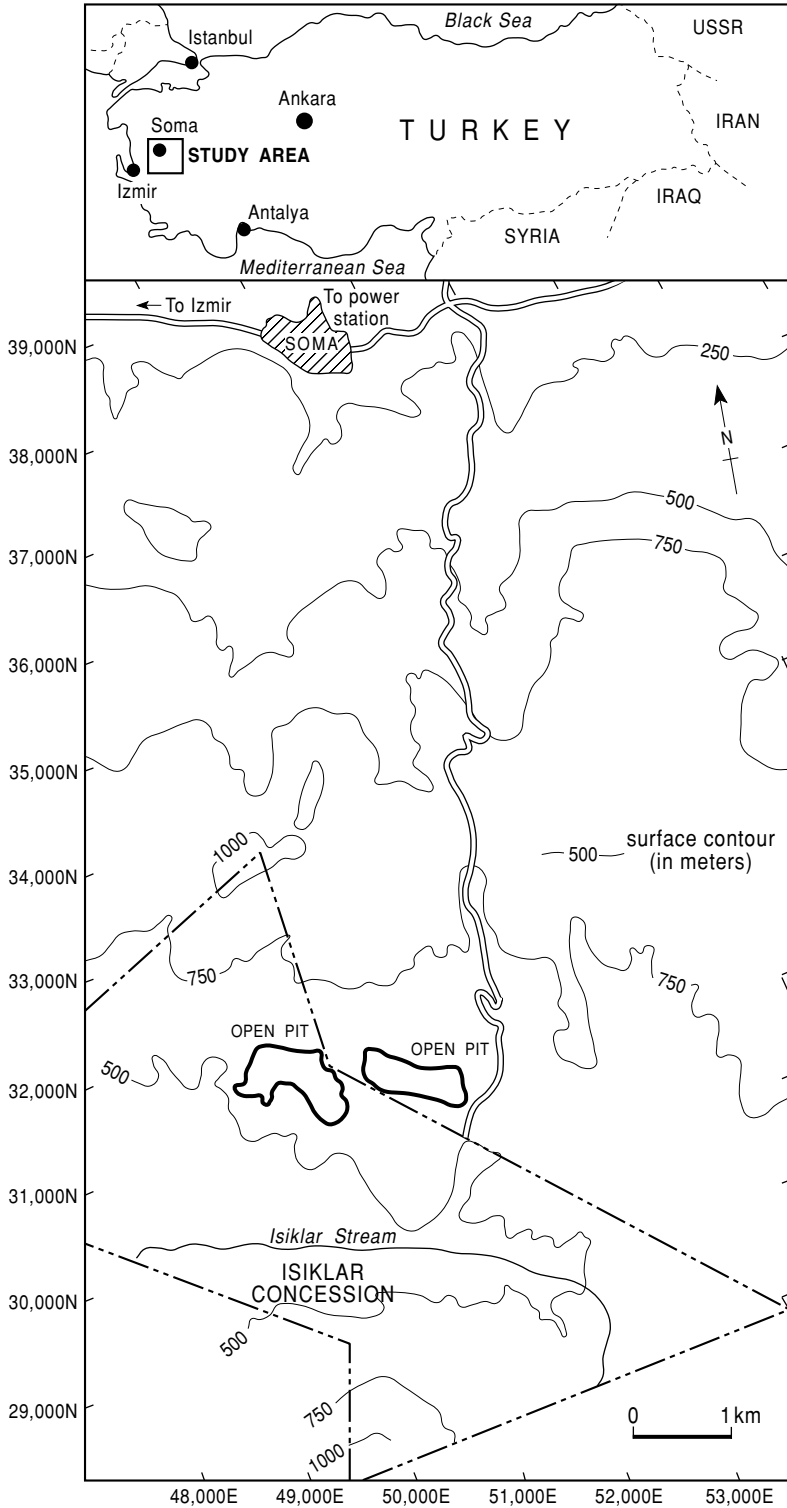 Black Sea
USSR
Istanbul
Ankara
TURKEY
IRAN
Soma
STUDY AREA
Izmir
IRAQ
Antalya
SYRIA
Mediterranean Sea
To Izmir
To power
station
SOMA
39,000N
250
N
38,000N
500
37,000N
750
36,000N
35,000N
1000
500
surface contour
(in meters)
34,000N
750
33,000N
750
OPEN PIT
OPEN PIT
500
32,000N
31,000N
Isiklar Stream
ISIKLAR
CONCESSION
30,000N
500
29,000N
750
0 1 km
1000
48,000E 49,000E 50,000E 51,000E 52,000E 53,000E